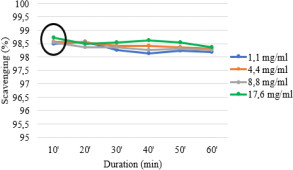 100
99,5
99
98,5
98
97,5
97
96,5
96
95,5
95
Scavenging (%)
10' 20' 30' 40' 50' 60'
Duration (min)
1,1 mg/ml
4,4 mg/ml
8,8 mg/ml
17,6 mg/ml